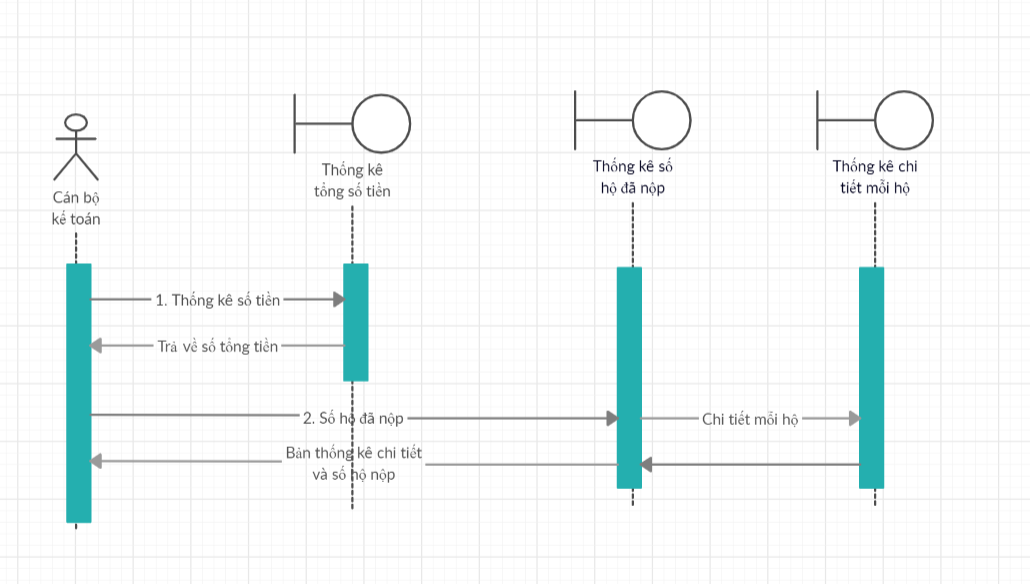 Cán bộ
kế toán
Thống kê
tổng số tiền
Thống kê số
hộ đã nộp
Thống kê chi
tiết mỗi hộ
1. Thống kê số tiền
Trả về số tổng tiền
2. Số hộ đã nộp
Chi tiết mỗi hộ
Bản thống kê chi tiết
và số hộ nộp